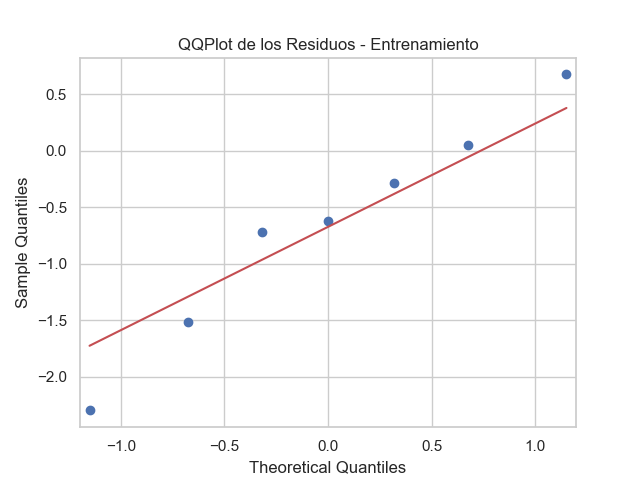 QQPlot de los Residuos - Entrenamiento
0.5
0.0
−0.5
−1.0
−1.5
−2.0
Sample Quantiles
−1.0 −0.5 0.0 0.5 1.0
Theoretical Quantiles